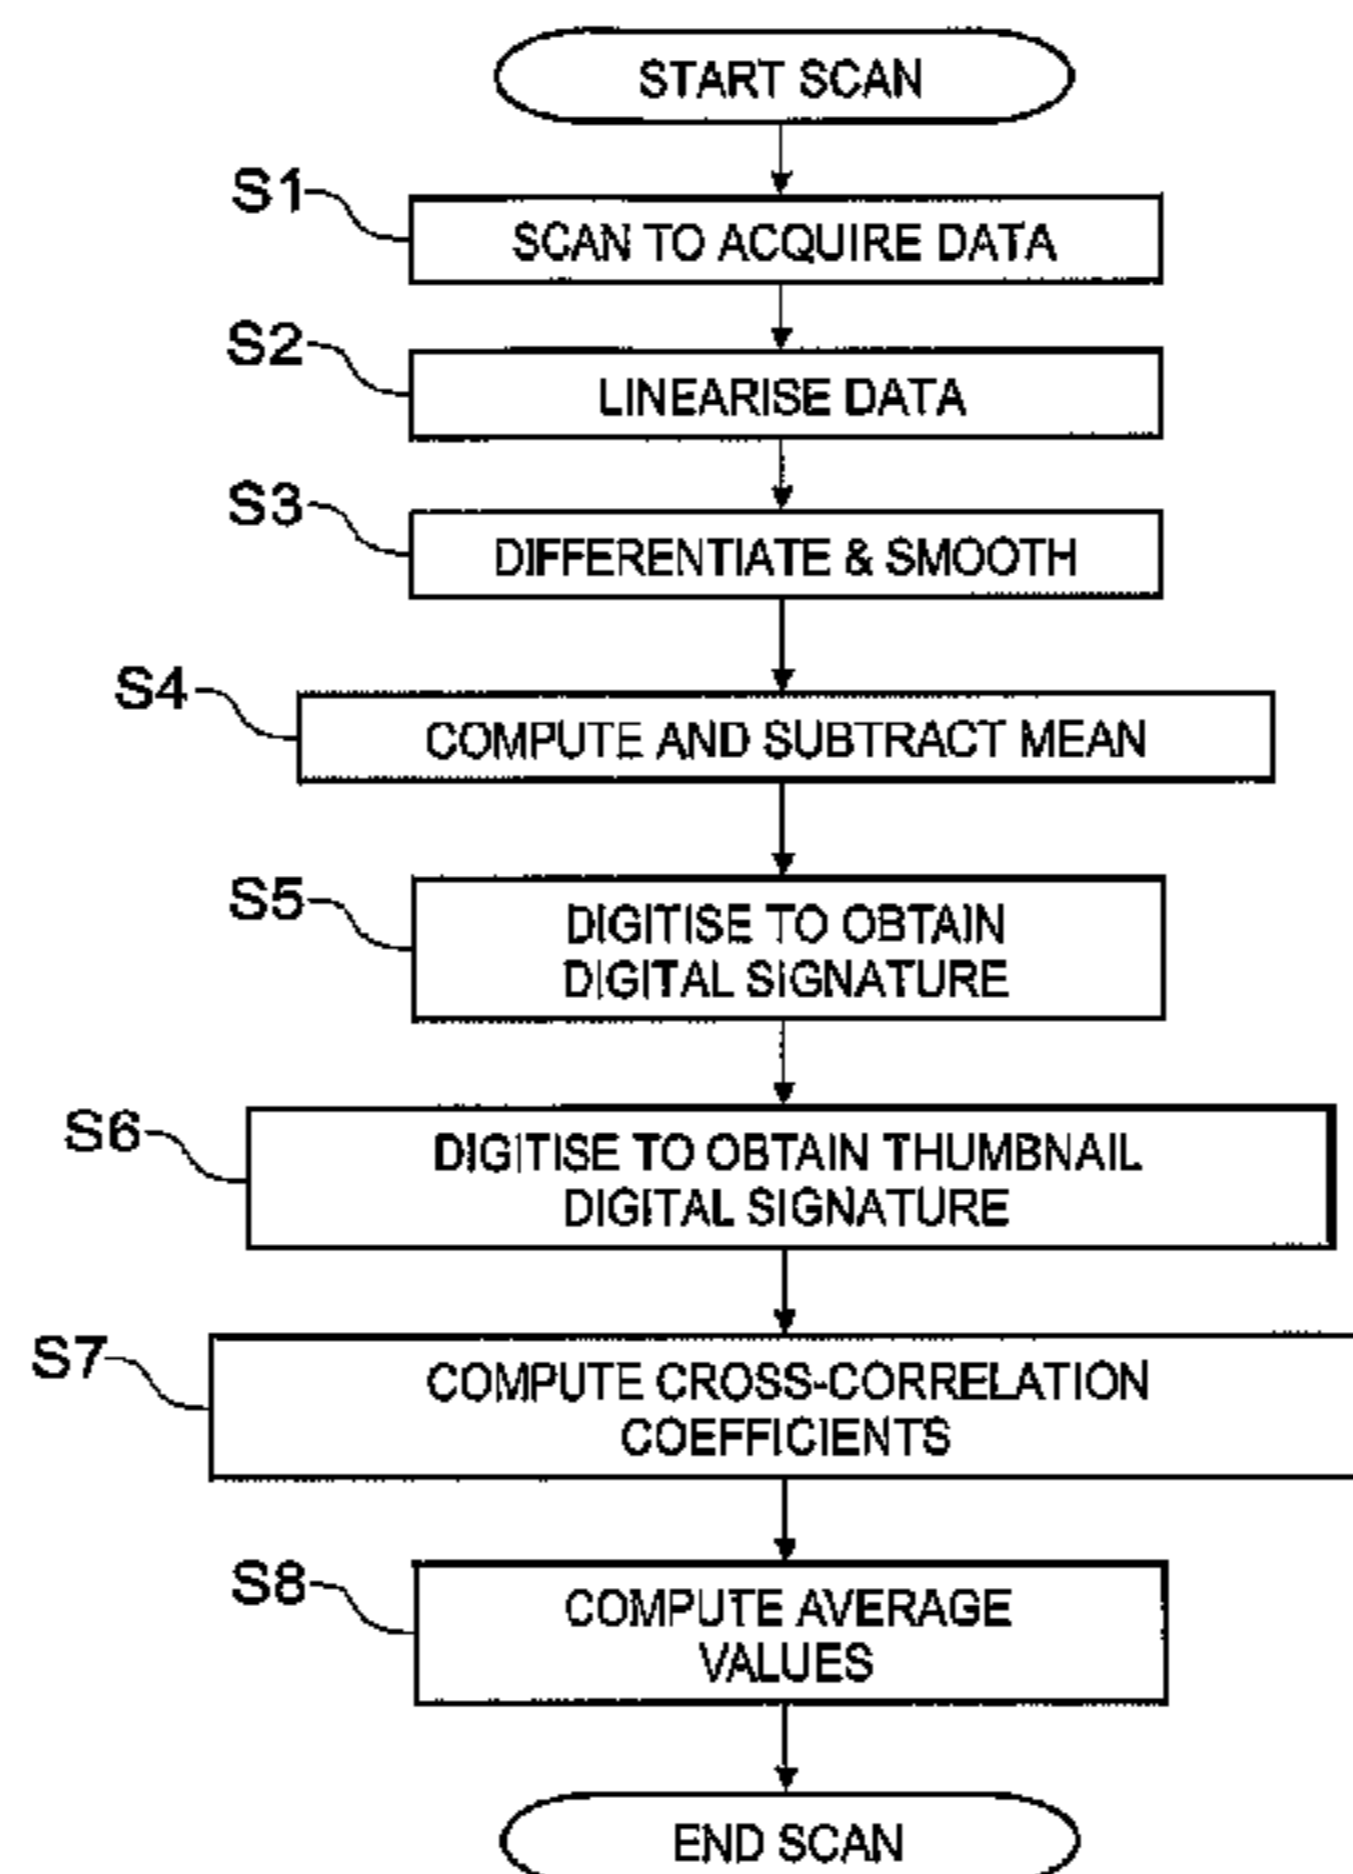 START SCAN
S1
SCAN TO ACQUIRE DATA
S2
LINEARISE DATA
S3
DIFFERENTIATE & SMOOTH
S4
COMPUTE AND SUBTRACT MEAN
S5
DIGITISE TO OBTAIN
DIGITAL SIGNATURE
S6
DIGITISE TO OBTAIN THUMBNAIL
DIGITAL SIGNATURE
S7
COMPUTE CROSS-CORRELATION
COEFFICIENTS
S8
COMPUTE AVERAGE
VALUES
END SCAN